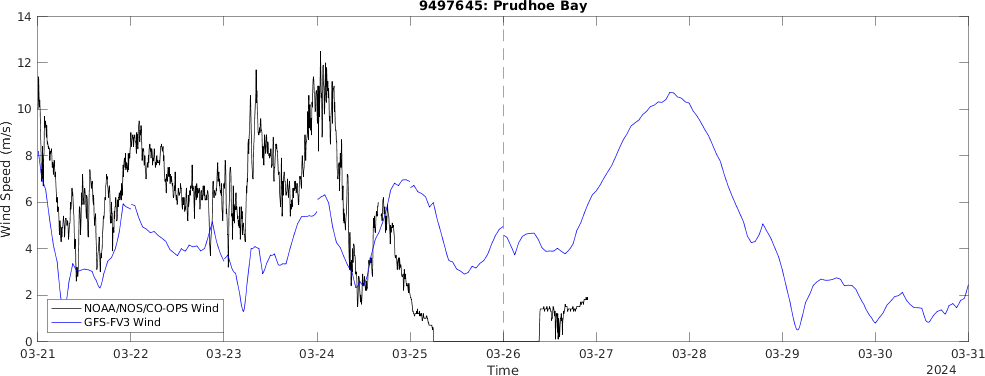 9497645: Prudhoe Bay
14
12
10
8
6
4
2
0
Wind Speed (m/s)
NOAA/NOS/CO-OPS Wind
GFS-FV3 Wind
03-21 03-22 03-23 03-24 03-25 03-26 03-27 03-28 03-29 03-30 03-31
Time
2024